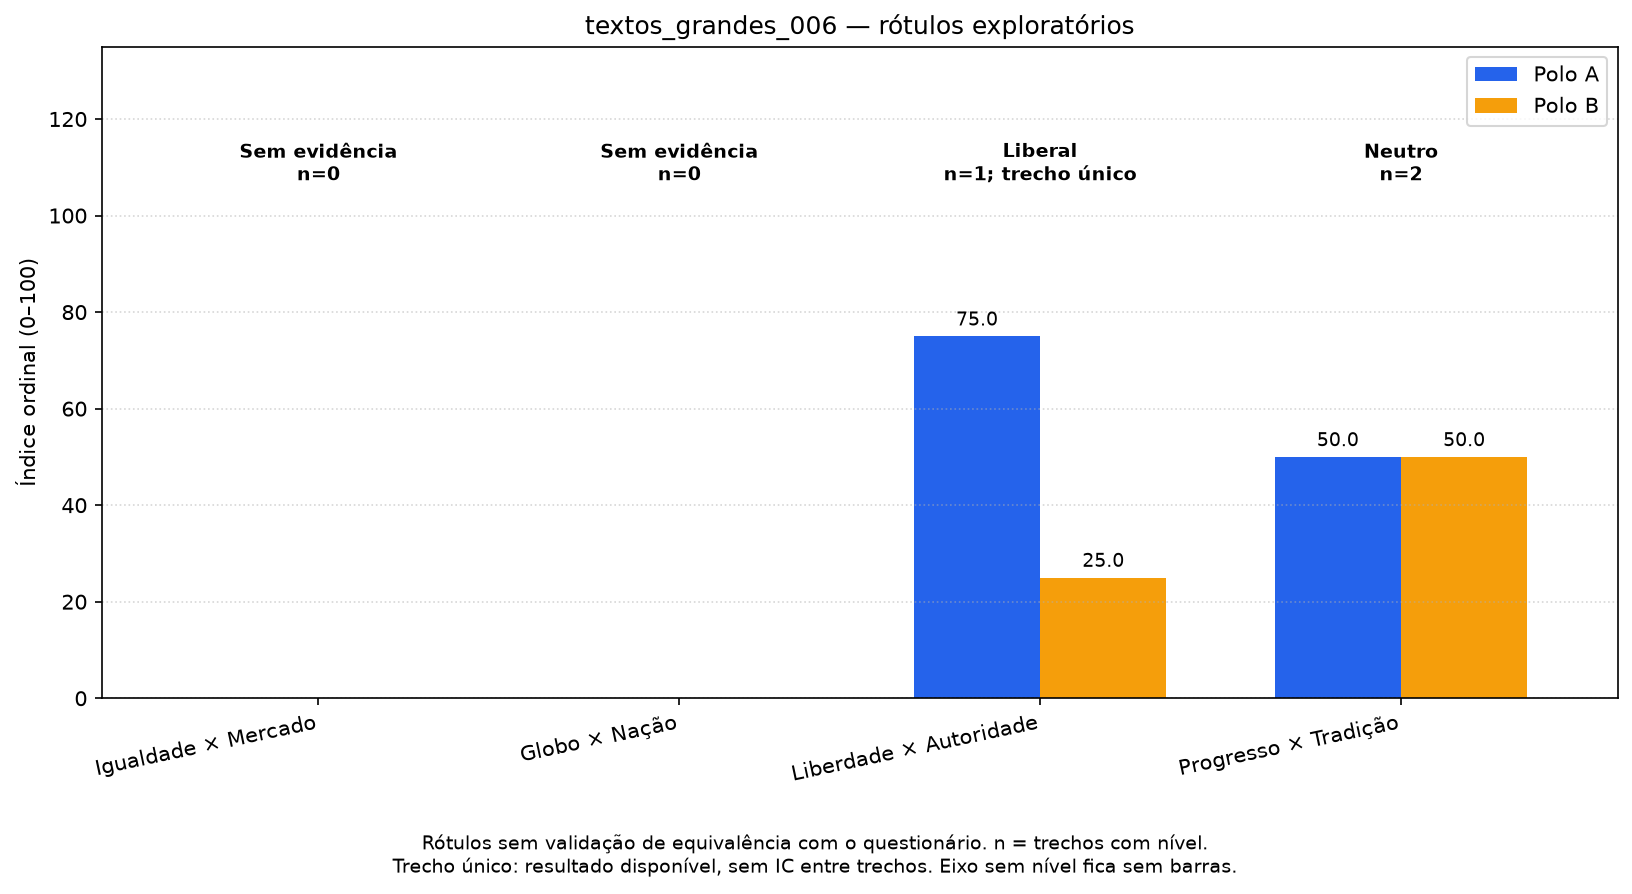 textos_grandes_006 — rótulos exploratórios
Polo A
Polo B
Índice ordinal (0–100)
120
100
80
60
40
20
0
Sem evidência
n=0
Sem evidência
n=0
Liberal
n=1; trecho único
Neutro
n=2
75.0
25.0
50.0
50.0
Igualdade × Mercado
Globo × Nação
Liberdade × Autoridade
Progresso × Tradição
Rótulos sem validação de equivalência com o questionário. n = trechos com nível.
Trecho único: resultado disponível, sem IC entre trechos. Eixo sem nível fica sem barras.